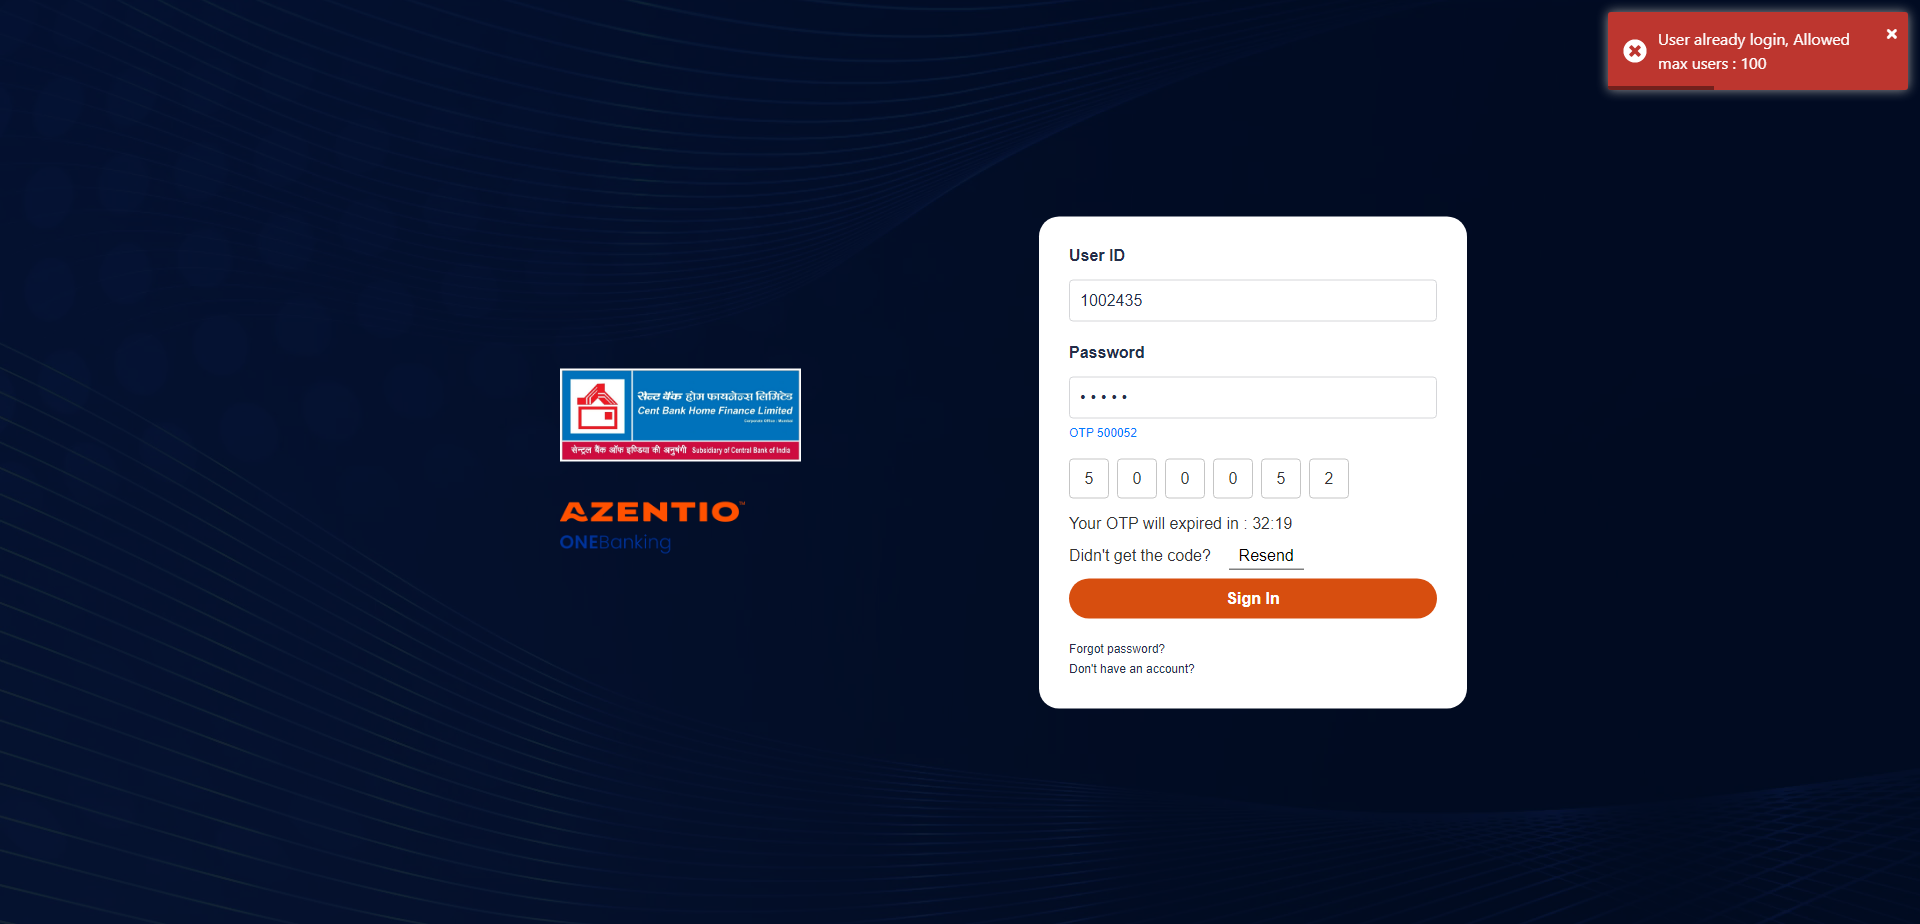 User already login, Allowed
max users : 100
User ID
1002435
Password
OTP 500052
5 0 0 0 5 2
Your OTP will expired in : 32:19
Didn't get the code? Resend
Sign In
Forgot password?
Don't have an account?
सेन्ट बैंक होम फायनेन्स लिमिटेड
Cent Bank Home Finance Limited
Corporate Office - Mumbai
सेन्ट्रल बैंक ऑफ इण्डिया की अनुषंगी Subsidiary of Central Bank of India
AZENTIO™
ONEBanking